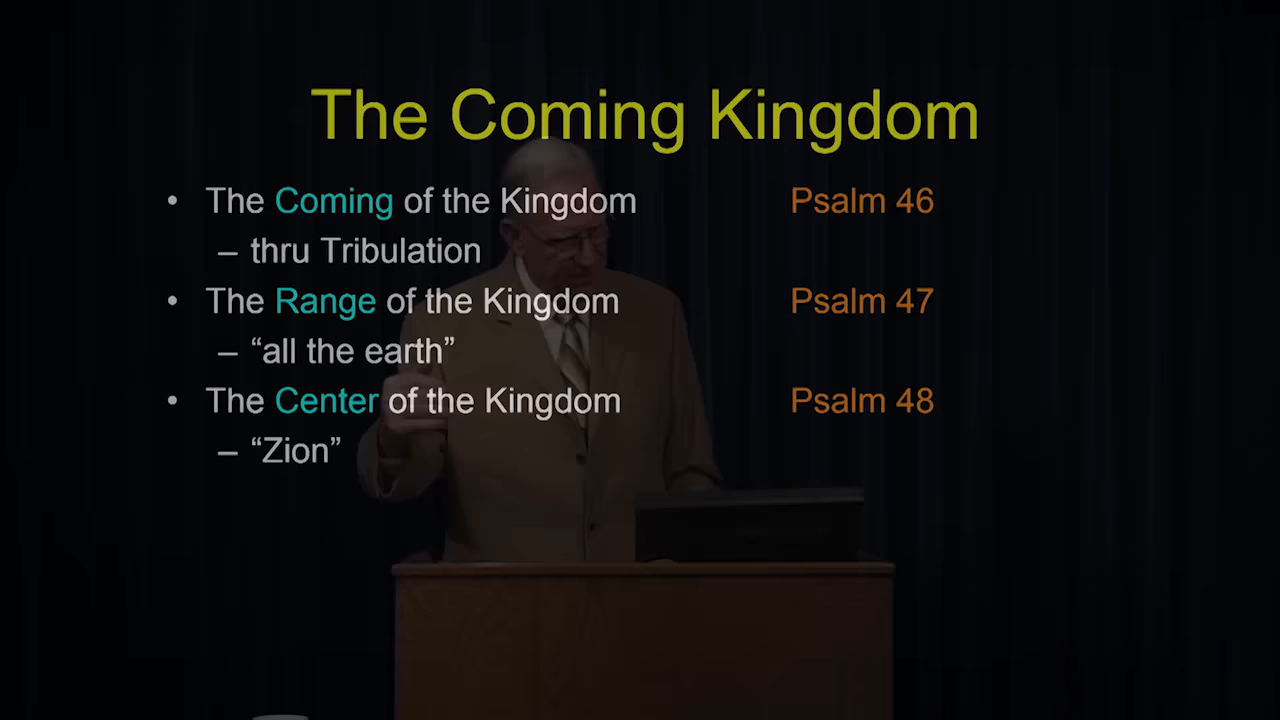 The Coming Kingdom
• The Coming of the Kingdom Psalm 46
– thru Tribulation
• The Range of the Kingdom Psalm 47
– “all the earth”
• The Center of the Kingdom Psalm 48
– “Zion”